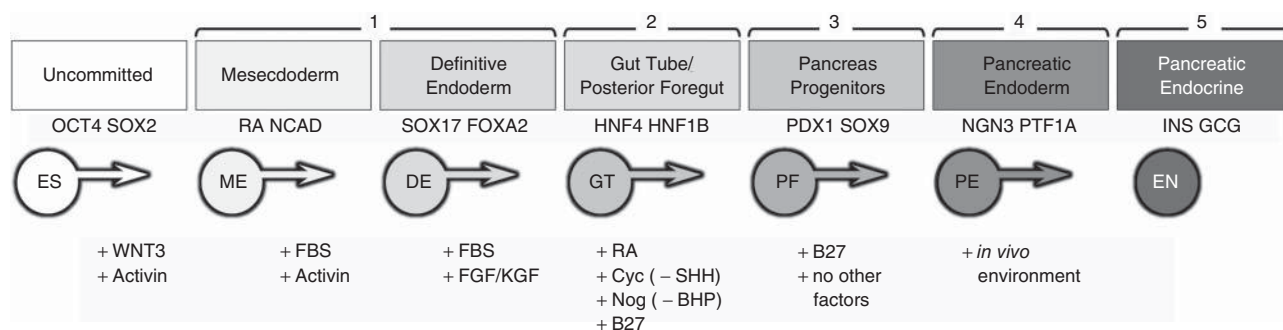 1 2 3 4 5
Uncommitted Mesecdoderm Definitive Endoderm Gut Tube/ Posterior Foregut Pancreas Progenitors Pancreatic Endoderm Pancreatic Endocrine
OCT4 SOX2 RA NCAD SOX17 FOXA2 HNF4 HNF1B PDX1 SOX9 NGN3 PTF1A INS GCG
ES ME DE GT PF PE EN
+ WNT3
+ Activin
+ FBS
+ Activin
+ FBS
+ FGF/KGF
+ RA
+ Cyc ( – SHH)
+ Nog ( – BHP)
+ B27
+ B27
+ no other
factors
+ in vivo
environment